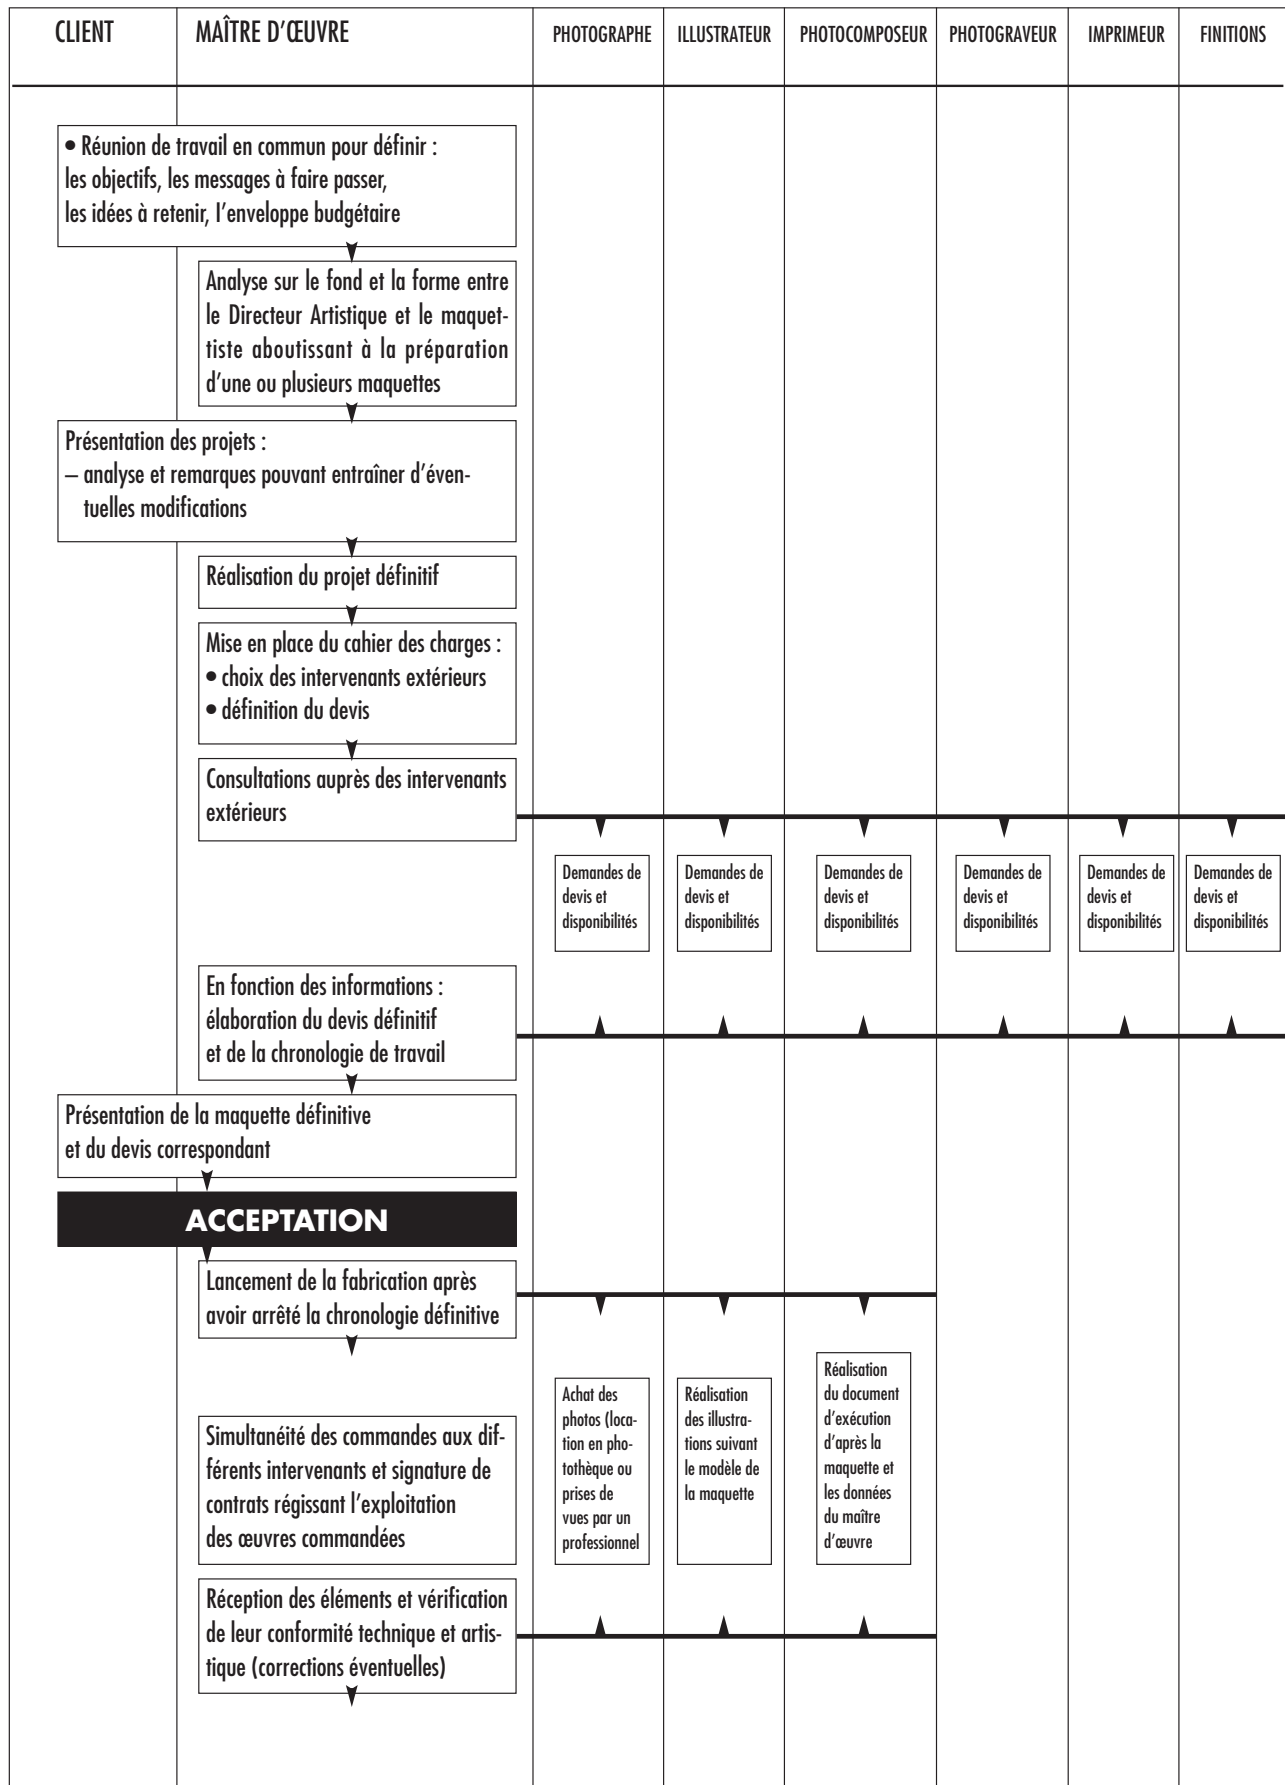 CLIENT
MAÎTRE D'ŒUVRE
PHOTOGRAPHE
ILLUSTRATEUR
PHOTOCOMPOSEUR
PHOTOGRAVEUR
IMPRIMEUR
FINITIONS
• Réunion de travail en commun pour définir :
les objectifs, les messages à faire passer,
les idées à retenir, l'enveloppe budgétaire
Analyse sur le fond et la forme entre
le Directeur Artistique et le maquet-
tiste aboutissant à la préparation
d'une ou plusieurs maquettes
Présentation des projets :
– analyse et remarques pouvant entraîner d'éven-
tuelles modifications
Réalisation du projet définitif
Mise en place du cahier des charges :
• choix des intervenants extérieurs
• définition du devis
Consultations auprès des intervenants
extérieurs
Demandes de
devis et
disponibilités
Demandes de
devis et
disponibilités
Demandes de
devis et
disponibilités
Demandes de
devis et
disponibilités
Demandes de
devis et
disponibilités
Demandes de
devis et
disponibilités
En fonction des informations :
élaboration du devis définitif
et de la chronologie de travail
Présentation de la maquette définitive
et du devis correspondant
ACCEPTATION
Lancement de la fabrication après
avoir arrêté la chronologie définitive
Simultanéité des commandes aux dif-
férents intervenants et signature de
contrats régissant l'exploitation
des œuvres commandées
Achat des
photos (loca-
tion en pho-
tothèque ou
prises de
vues par un
professionnel
Réalisation
des illustra-
tions suivant
le modèle de
la maquette
Réalisation
du document
d'exécution
d'après la
maquette et
les données
du maître
d'œuvre
Réception des éléments et vérification
de leur conformité technique et artis-
tique (corrections éventuelles)